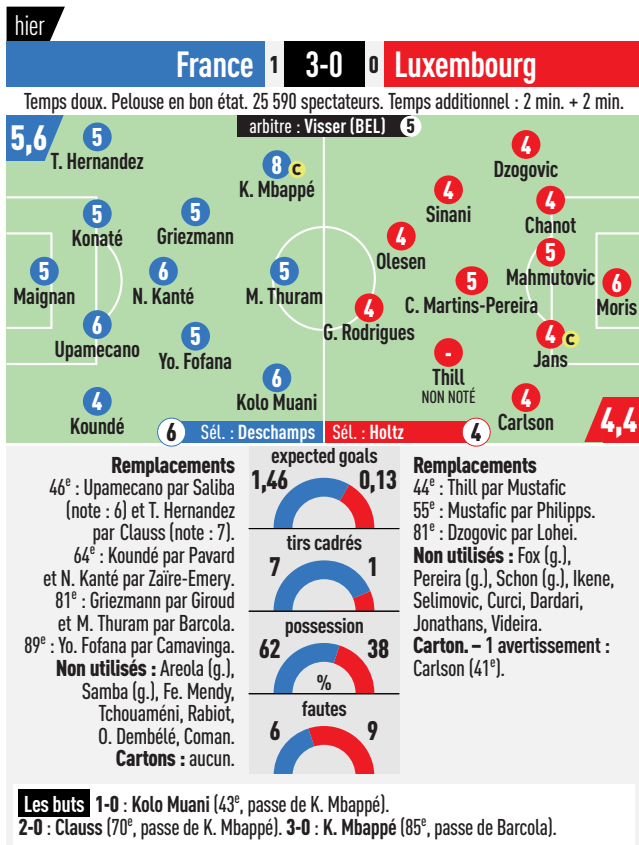 hier
France 1 3-0 0 Luxembourg
Temps doux. Pelouse en bon état. 25 590 spectateurs. Temps additionnel : 2 min. + 2 min.
arbitre : Visser (BEL) 5
5,6
5
T. Hernandez
8 C
K. Mbappé
5
Konaté
5
Griezmann
5
Maignan
6
N. Kanté
5
M. Thuram
6
Upamecano
5
Yo. Fofana
6
Kolo Muani
4
Koundé
4
Dzogovic
4
Sinani
4
Chanot
4
Olesen
5
Mahmutovic
5
C. Martins-Pereira
6
Moris
4
G. Rodrigues
4 C
Jans
-
Thill
NON NOTÉ
4
Carlson
4,4
6 Sél. : Deschamps
Sél. : Holtz 4
Remplacements
46e : Upamecano par Saliba
(note : 6) et T. Hernandez
par Clauss (note : 7).
64e : Koundé par Pavard
et N. Kanté par Zaïre-Emery.
81e : Griezmann par Giroud
et M. Thuram par Barcola.
89e : Yo. Fofana par Camavinga.
Non utilisés : Areola (g.),
Samba (g.), Fe. Mendy,
Tchouaméni, Rabiot,
O. Dembélé, Coman.
Cartons : aucun.
expected goals
1,46 0,13
tirs cadrés
7 1
possession
62 38
%
fautes
6 9
Remplacements
44e : Thill par Mustafic
55e : Mustafic par Philipps.
81e : Dzogovic par Lohei.
Non utilisés : Fox (g.),
Pereira (g.), Schon (g.), Ikene,
Selimovic, Curci, Dardari,
Jonathans, Videira.
Carton. – 1 avertissement :
Carlson (41e).
Les buts 1-0 : Kolo Muani (43e, passe de K. Mbappé).
2-0 : Clauss (70e, passe de K. Mbappé). 3-0 : K. Mbappé (85e, passe de Barcola).